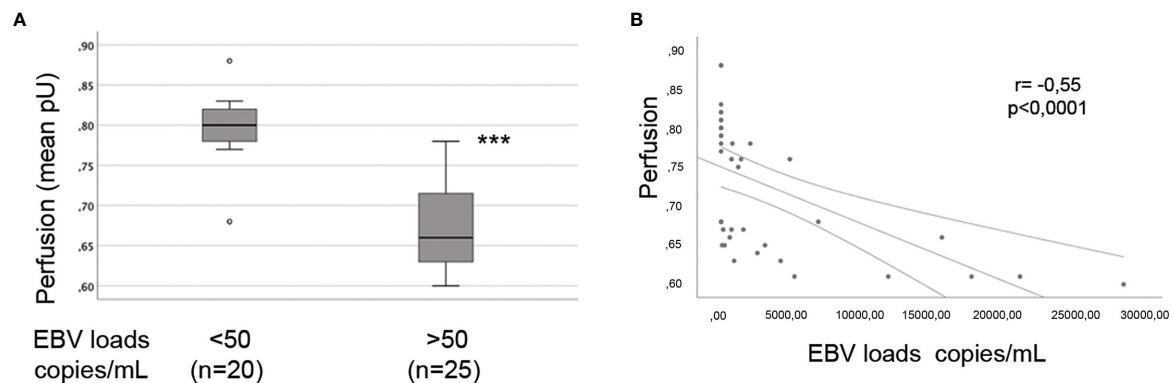 A
Perfusion (mean pU)
,90
,85
,80
,75
,70
,65
,60
***
EBV loads
copies/mL
<50
(n=20)
>50
(n=25)
B
Perfusion
,90
,85
,80
,75
,70
,65
,60
r= -0,55
p<0,0001
,00
5000,00
10000,00
15000,00
20000,00
25000,00
30000,00
EBV loads copies/mL